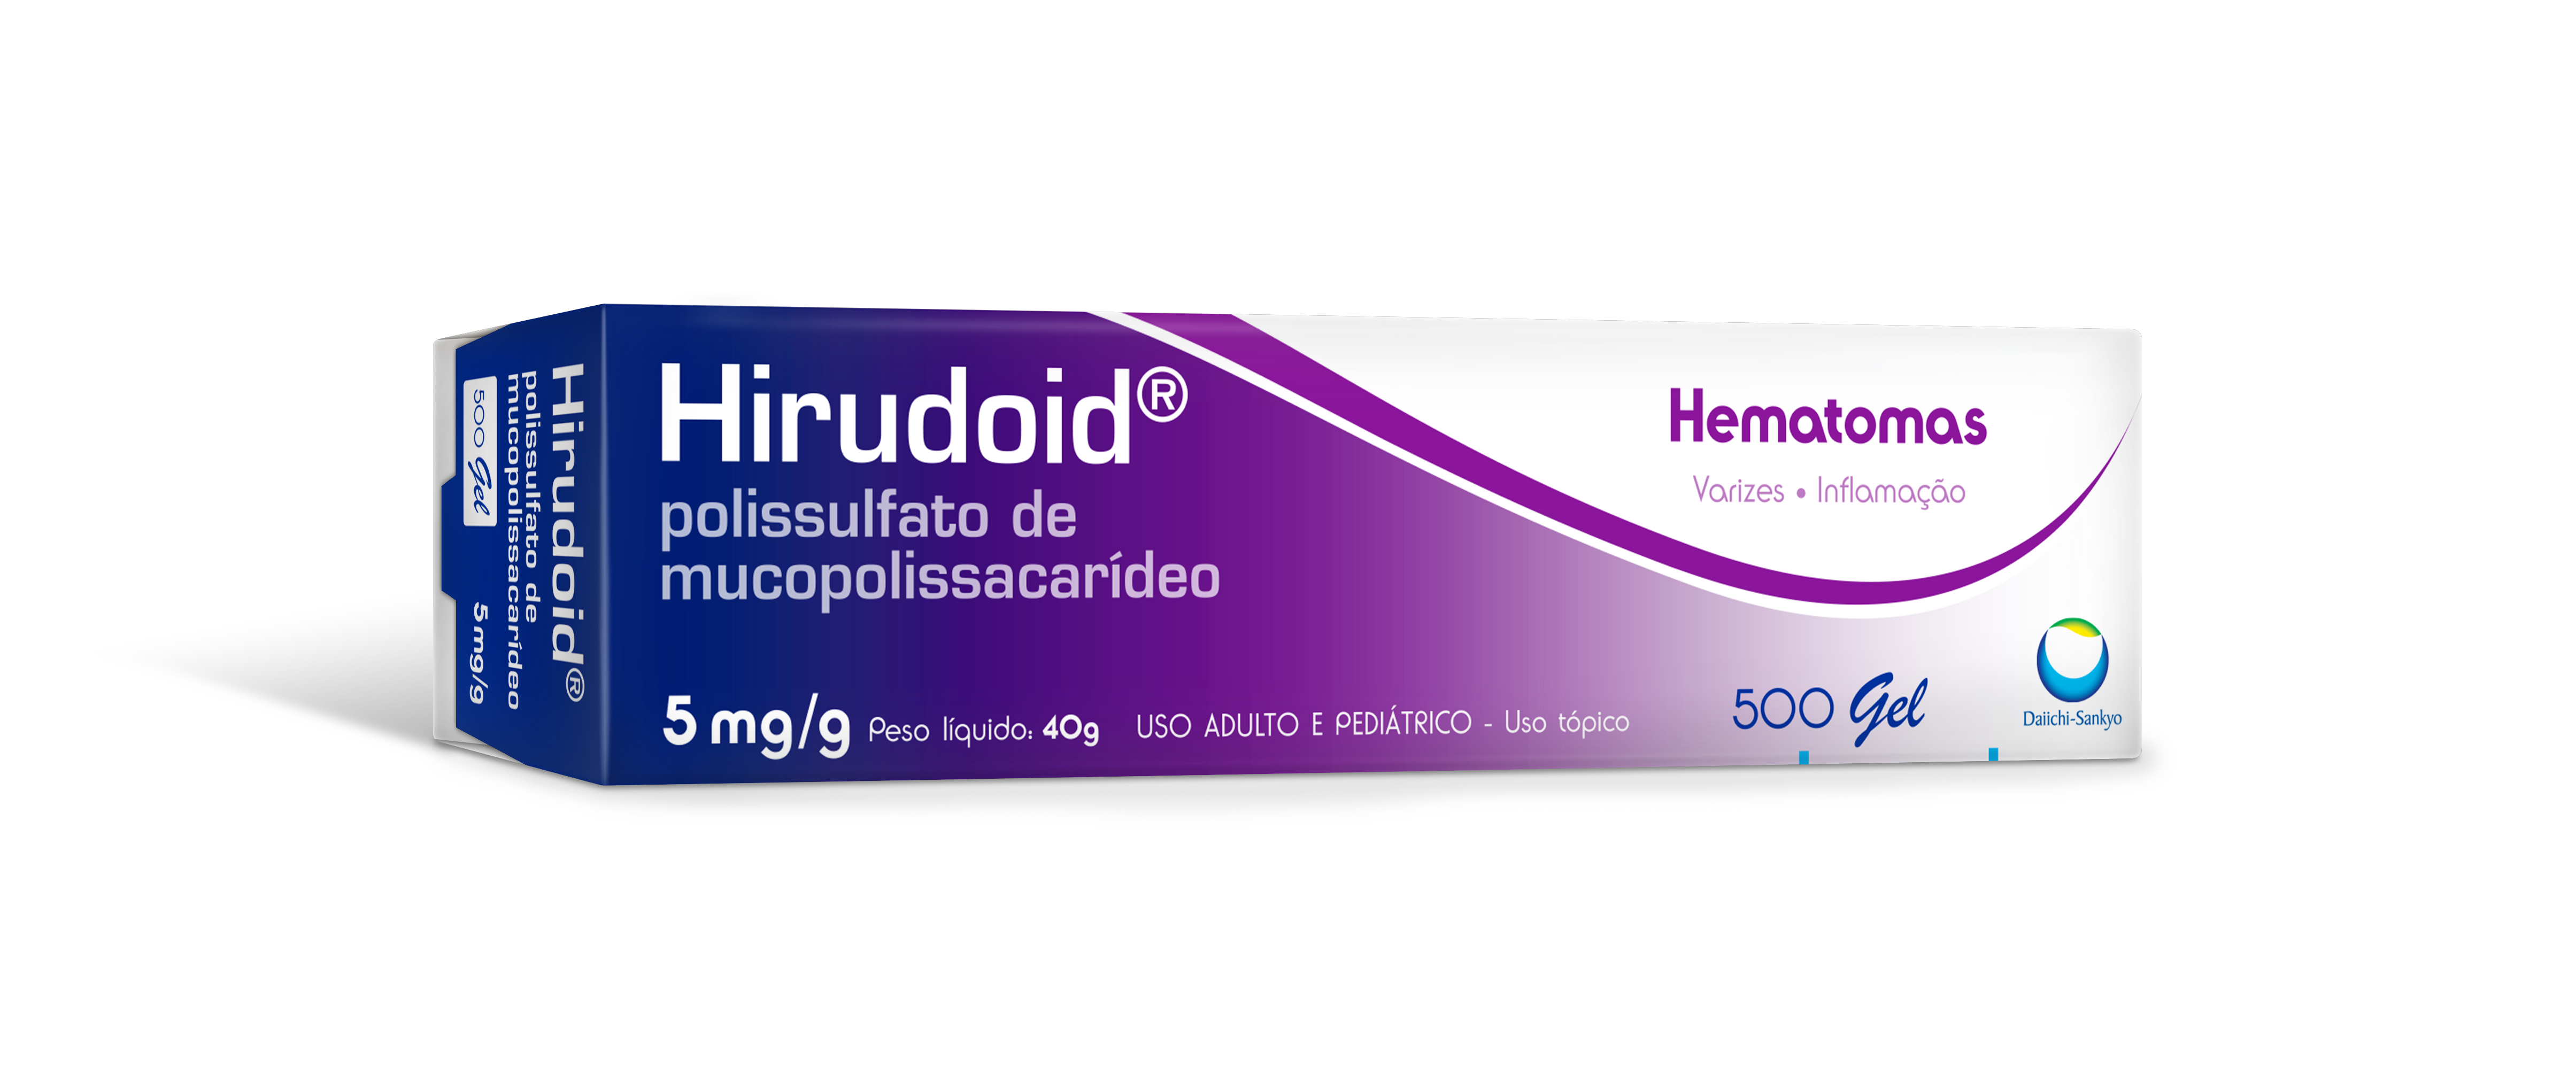 Hirudoid®
polissulfato de
mucopolissacarídeo
500 Gel
5 mg/g
Hirudoid®
polissulfato de
mucopolissacarídeo
5 mg/g Peso líquido: 40g USO ADULTO E PEDIÁTRICO - Uso tópico
Hematomas
Varizes • Inflamação
500 Gel
Daiichi-Sankyo